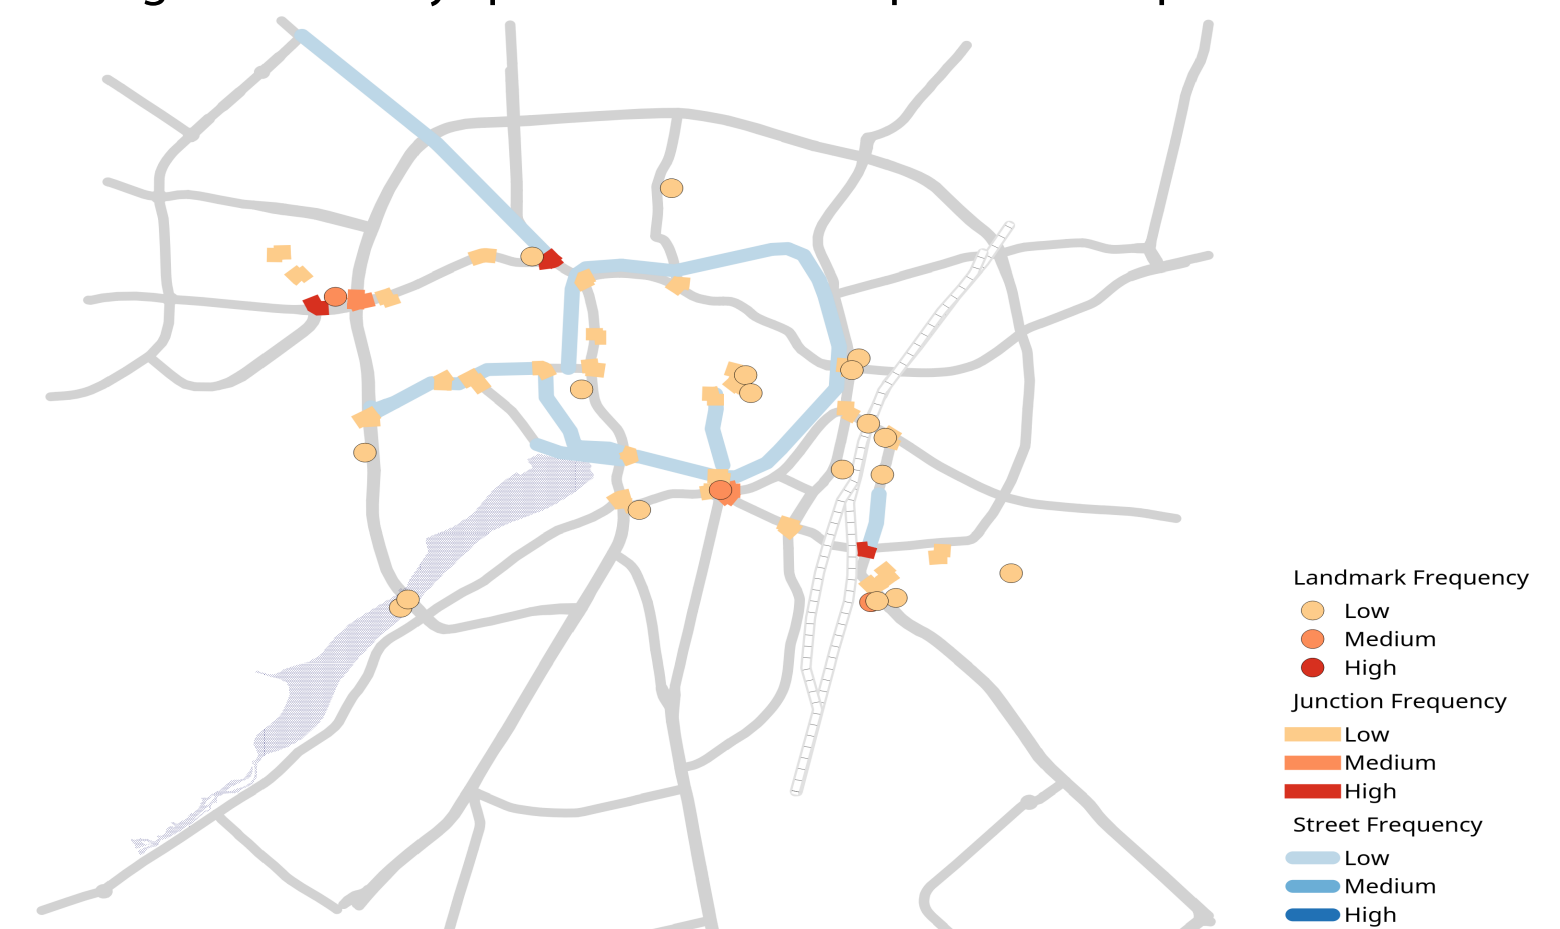 Landmark Frequency
Low
Medium
High
Junction Frequency
Low
Medium
High
Street Frequency
Low
Medium
High